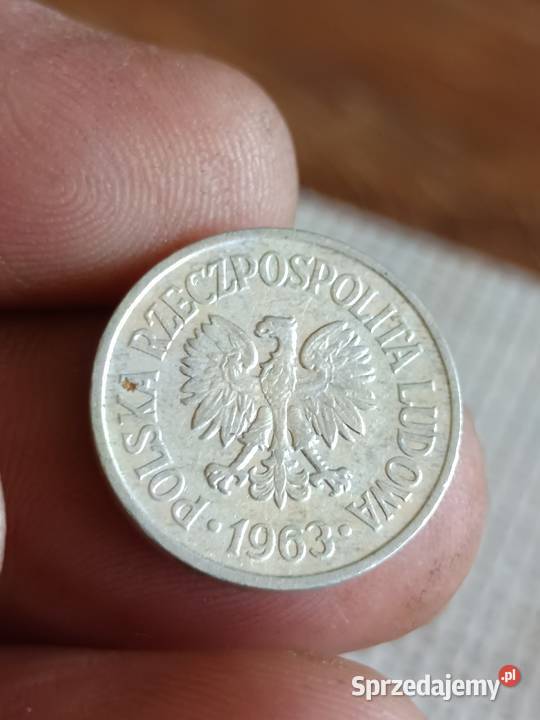 POLSKA RZECZPOSPOLITA LUDOWA
· 1963 ·
Sprzedajemy.pl